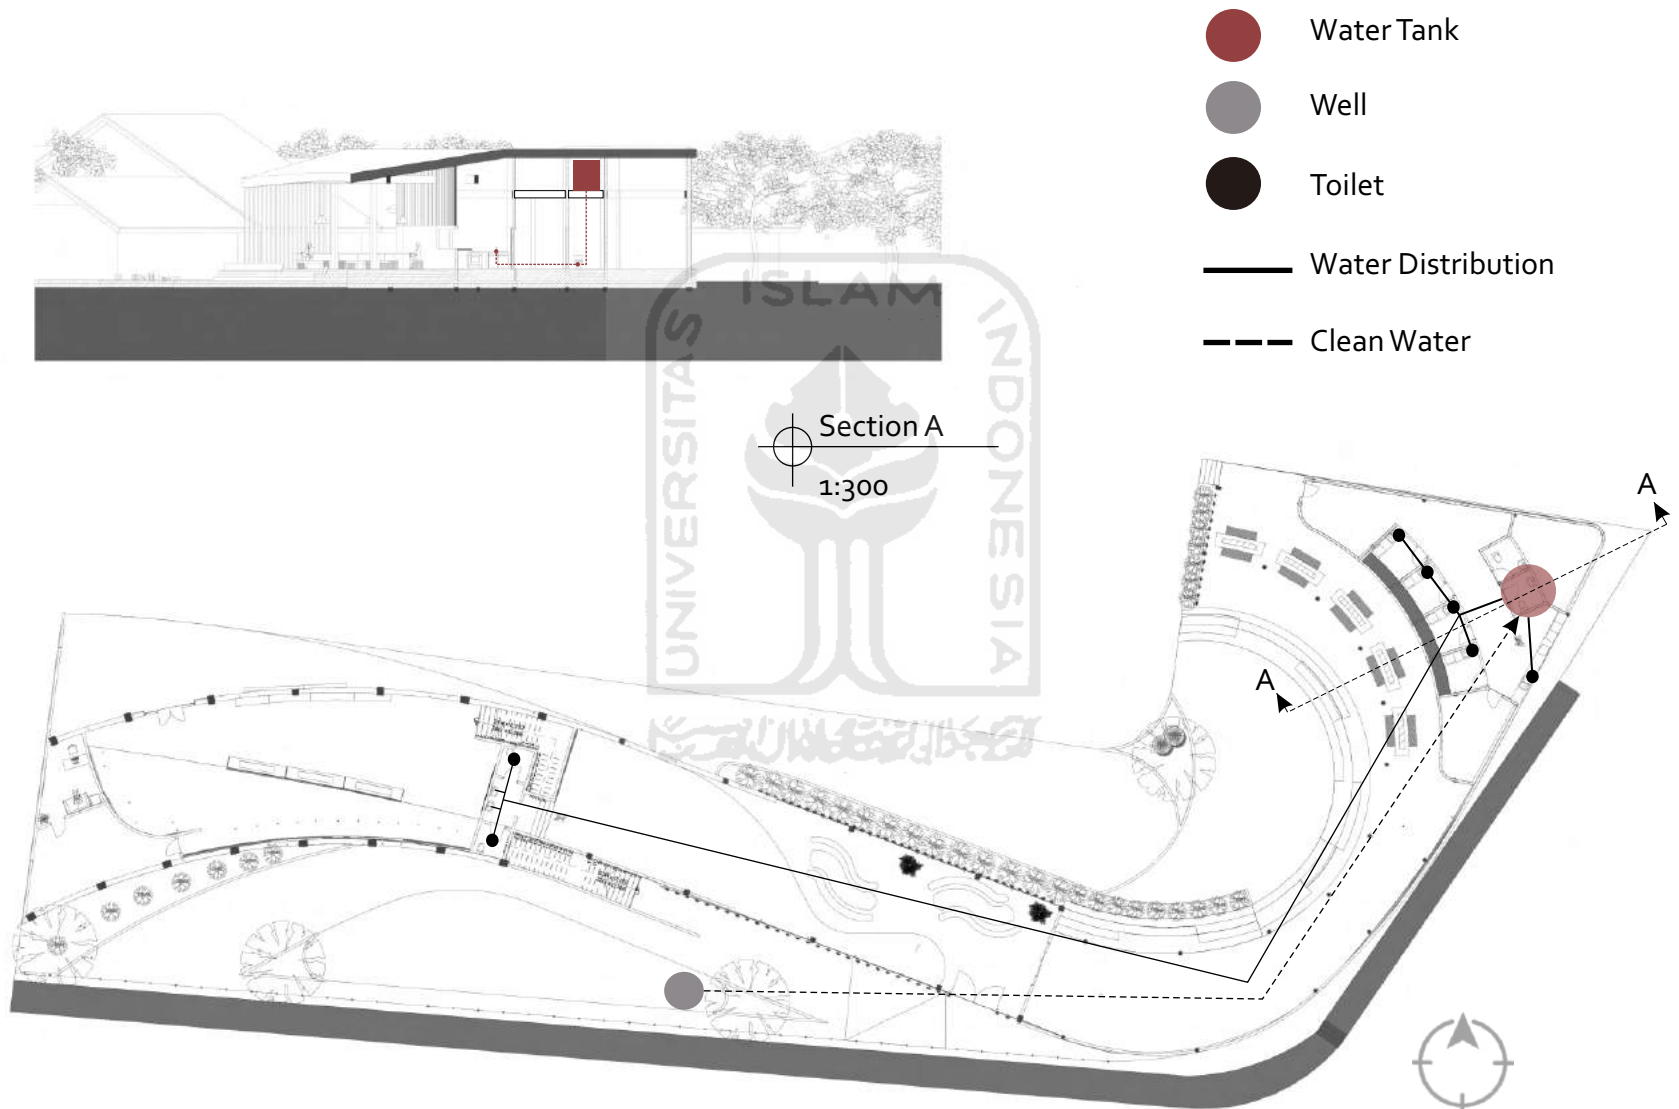 Water Tank
Well
Toilet
Water Distribution
Clean Water
UNIVERSITAS ISLAM INDONESIA
Section A
1:300
A
A